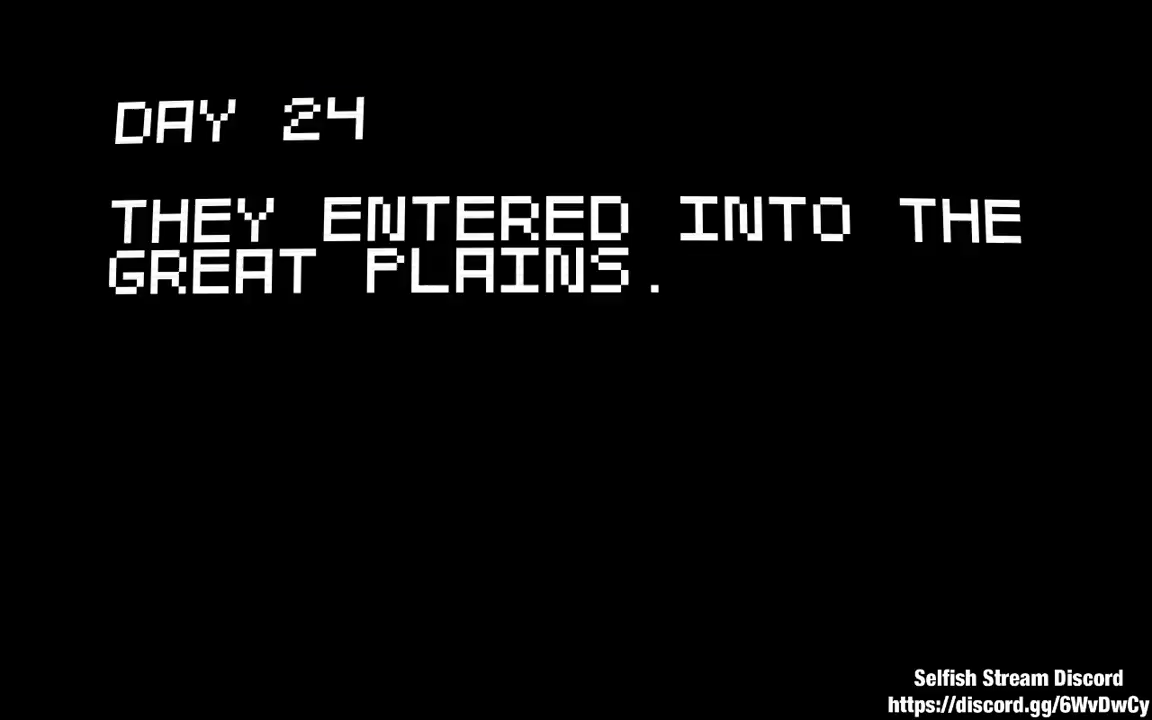 DAY 24
THEY ENTERED INTO THE
GREAT PLAINS.
Selfish Stream Discord
https://discord.gg/6WvDwCy